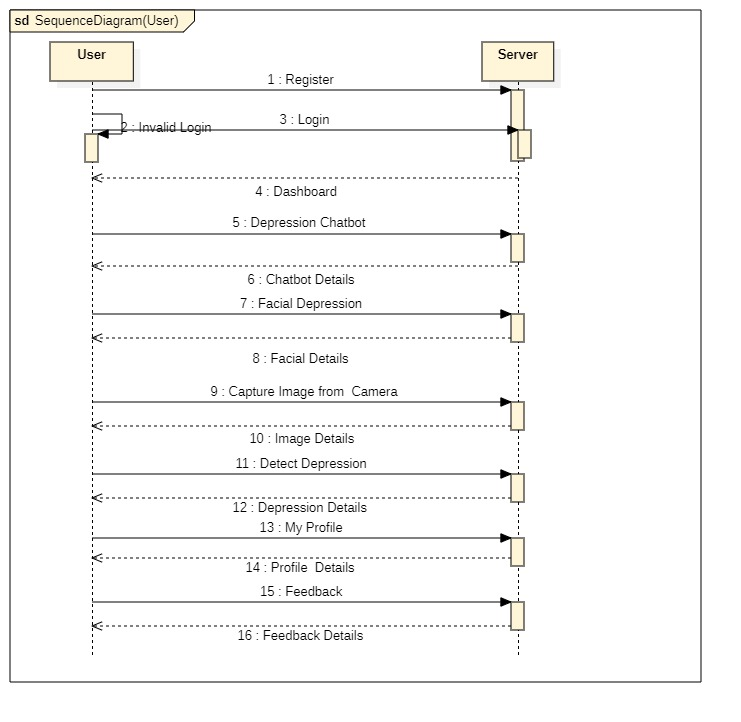 sd SequenceDiagram(User)
User
Server
1 : Register
2 : Invalid Login
3 : Login
4 : Dashboard
5 : Depression Chatbot
6 : Chatbot Details
7 : Facial Depression
8 : Facial Details
9 : Capture Image from  Camera
10 : Image Details
11 : Detect Depression
12 : Depression Details
13 : My Profile
14 : Profile  Details
15 : Feedback
16 : Feedback Details